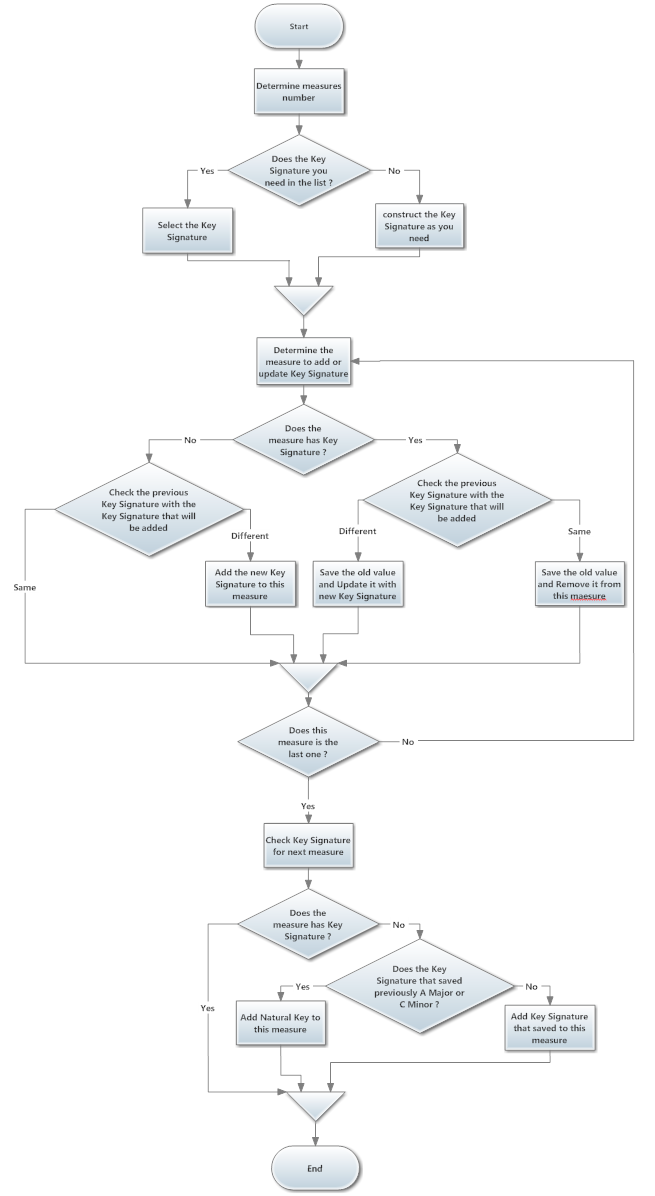 Start
Determine measures
number
Does the Key
Signature you
need in the list ?
Yes
No
Select the Key
Signature
construct the Key
Signature as you
need
Determine the
measure to add or
update Key Signature
Does the
measure has Key
Signature ?
No
Yes
Check the previous
Key Signature with the
Key Signature that will
be added
Check the previous
Key Signature with the
Key Signature that will
be added
Different
Different
Same
Same
Add the new Key
Signature to this
measure
Save the old value
and Update it with
new Key Signature
Save the old value
and Remove it from
this maesure
Does this
measure is the
last one ?
No
Yes
Check Key Signature
for next measure
Does the
measure has Key
Signature ?
No
Yes
Does the Key
Signature that saved
previously A Major or
C Minor ?
Yes
No
Add Natural Key to
this measure
Add Key Signature
that saved to this
measure
End